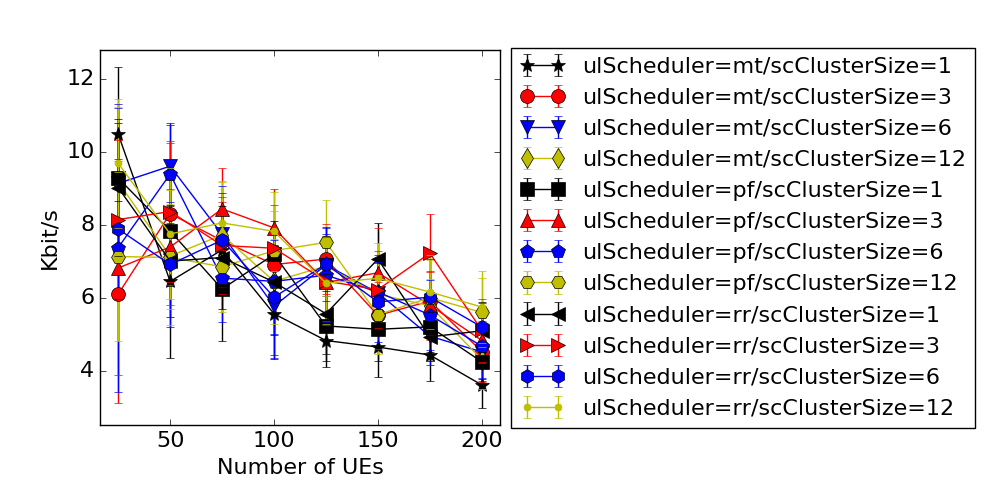 12
10
8
6
4
Kbit/s
50
100
150
200
Number of UEs
ulScheduler=mt/scClusterSize=1
ulScheduler=mt/scClusterSize=3
ulScheduler=mt/scClusterSize=6
ulScheduler=mt/scClusterSize=12
ulScheduler=pf/scClusterSize=1
ulScheduler=pf/scClusterSize=3
ulScheduler=pf/scClusterSize=6
ulScheduler=pf/scClusterSize=12
ulScheduler=rr/scClusterSize=1
ulScheduler=rr/scClusterSize=3
ulScheduler=rr/scClusterSize=6
ulScheduler=rr/scClusterSize=12